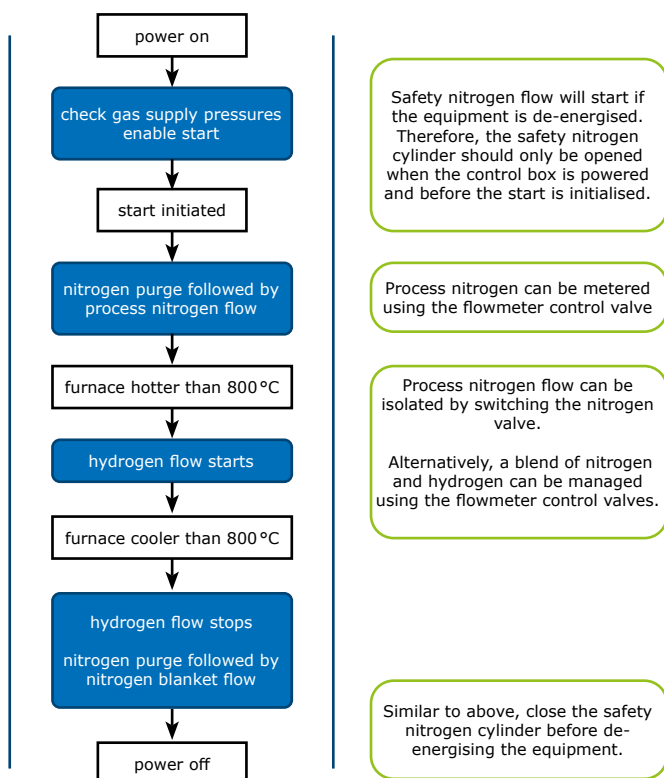 power on
check gas supply pressures
enable start
start initiated
nitrogen purge followed by
process nitrogen flow
furnace hotter than 800°C
hydrogen flow starts
furnace cooler than 800°C
hydrogen flow stops
nitrogen purge followed by
nitrogen blanket flow
power off
Safety nitrogen flow will start if
the equipment is de-energised.
Therefore, the safety nitrogen
cylinder should only be opened
when the control box is powered
and before the start is initialised.
Process nitrogen can be metered
using the flowmeter control valve
Process nitrogen flow can be
isolated by switching the nitrogen
valve.
Alternatively, a blend of nitrogen
and hydrogen can be managed
using the flowmeter control valves.
Similar to above, close the safety
nitrogen cylinder before de-
energising the equipment.